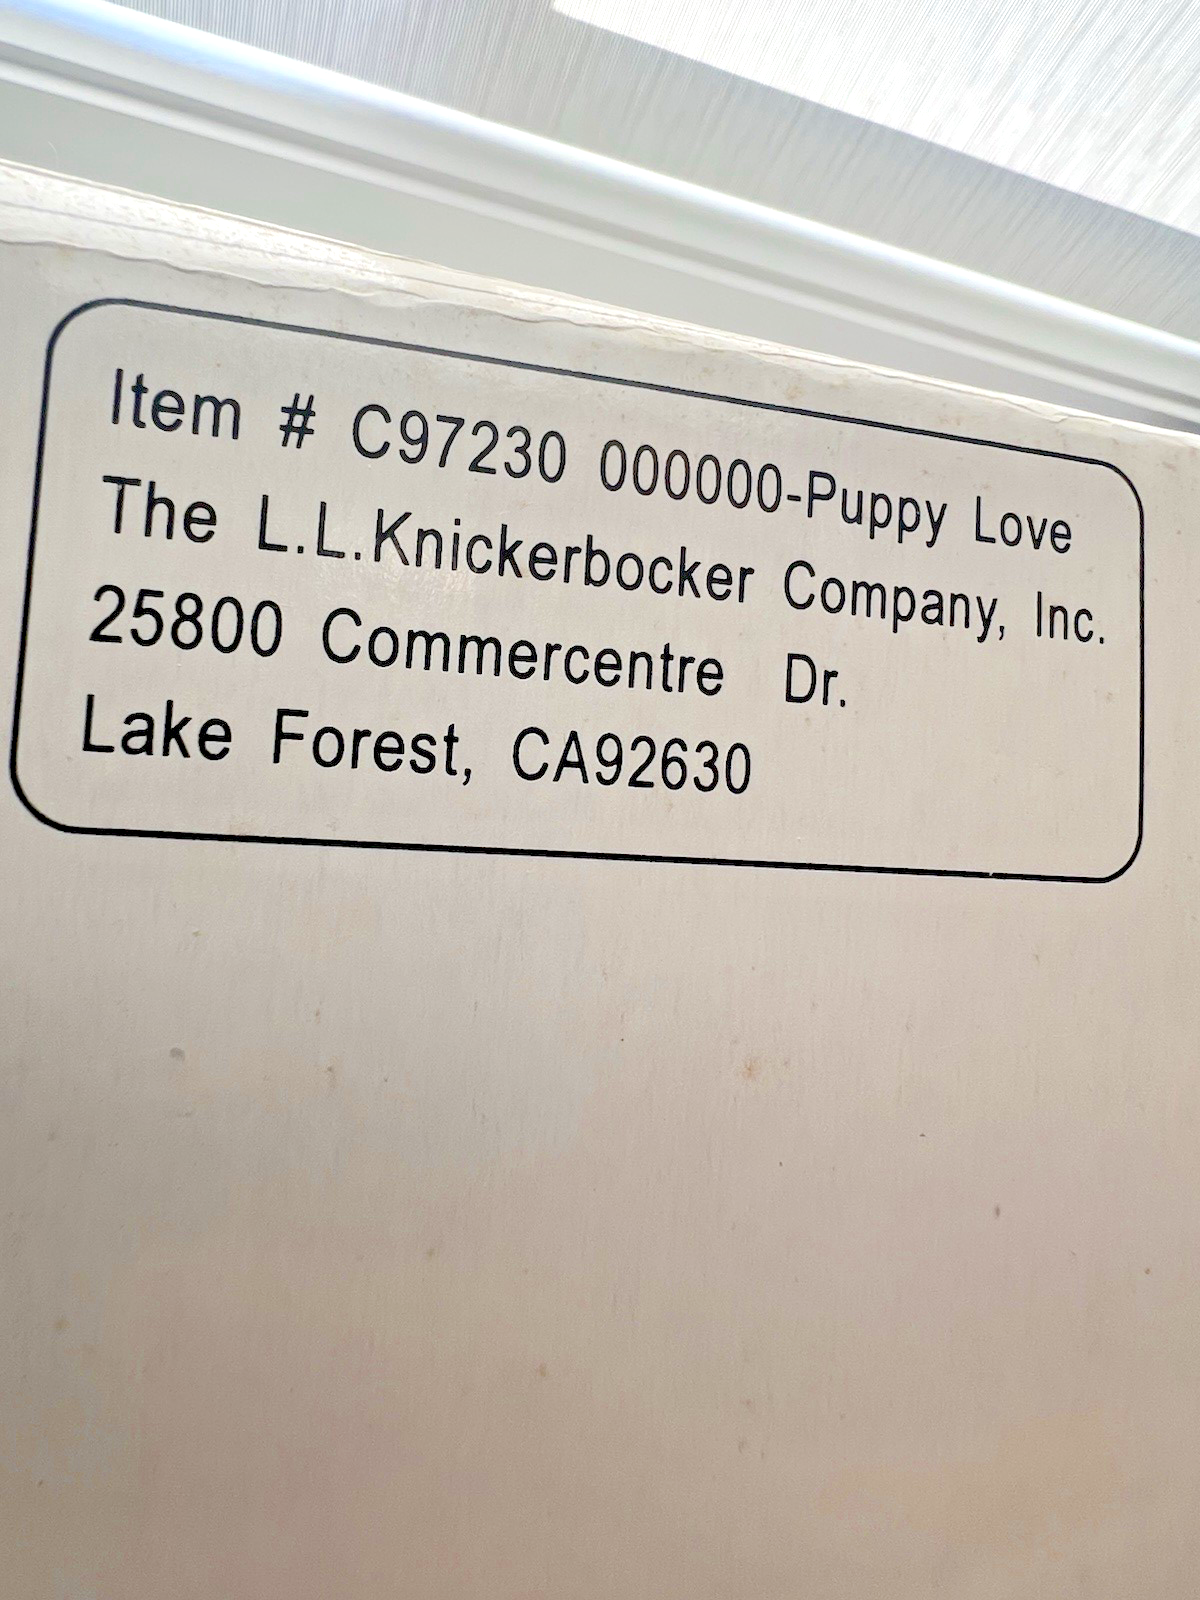 Item # C97230 000000-Puppy Love
The L.L.Knickerbocker Company, Inc.
25800 Commercentre Dr.
Lake Forest, CA92630